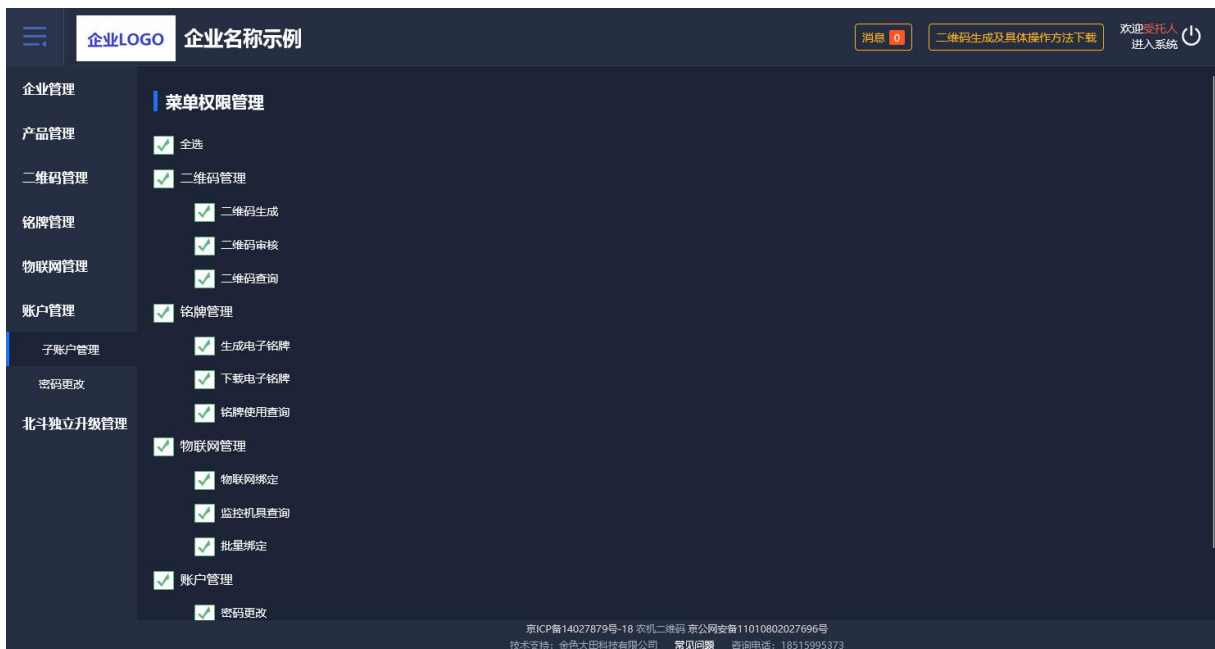 企业LOGO 企业名称示例
消息 0 二维码生成及具体操作方法下载 欢迎受托人
进入系统
企业管理
产品管理
二维码管理
铭牌管理
物联网管理
账户管理
子账户管理
密码更改
北斗独立升级管理
菜单权限管理
全选
二维码管理
二维码生成
二维码审核
二维码查询
铭牌管理
生成电子铭牌
下载电子铭牌
铭牌使用查询
物联网管理
物联网绑定
监控机具查询
批量绑定
账户管理
密码更改
京ICP备14027879号-18 农机二维码 京公网安备11010802027696号
技术支持：金色大田科技有限公司 常见问题 咨询电话：18515995373